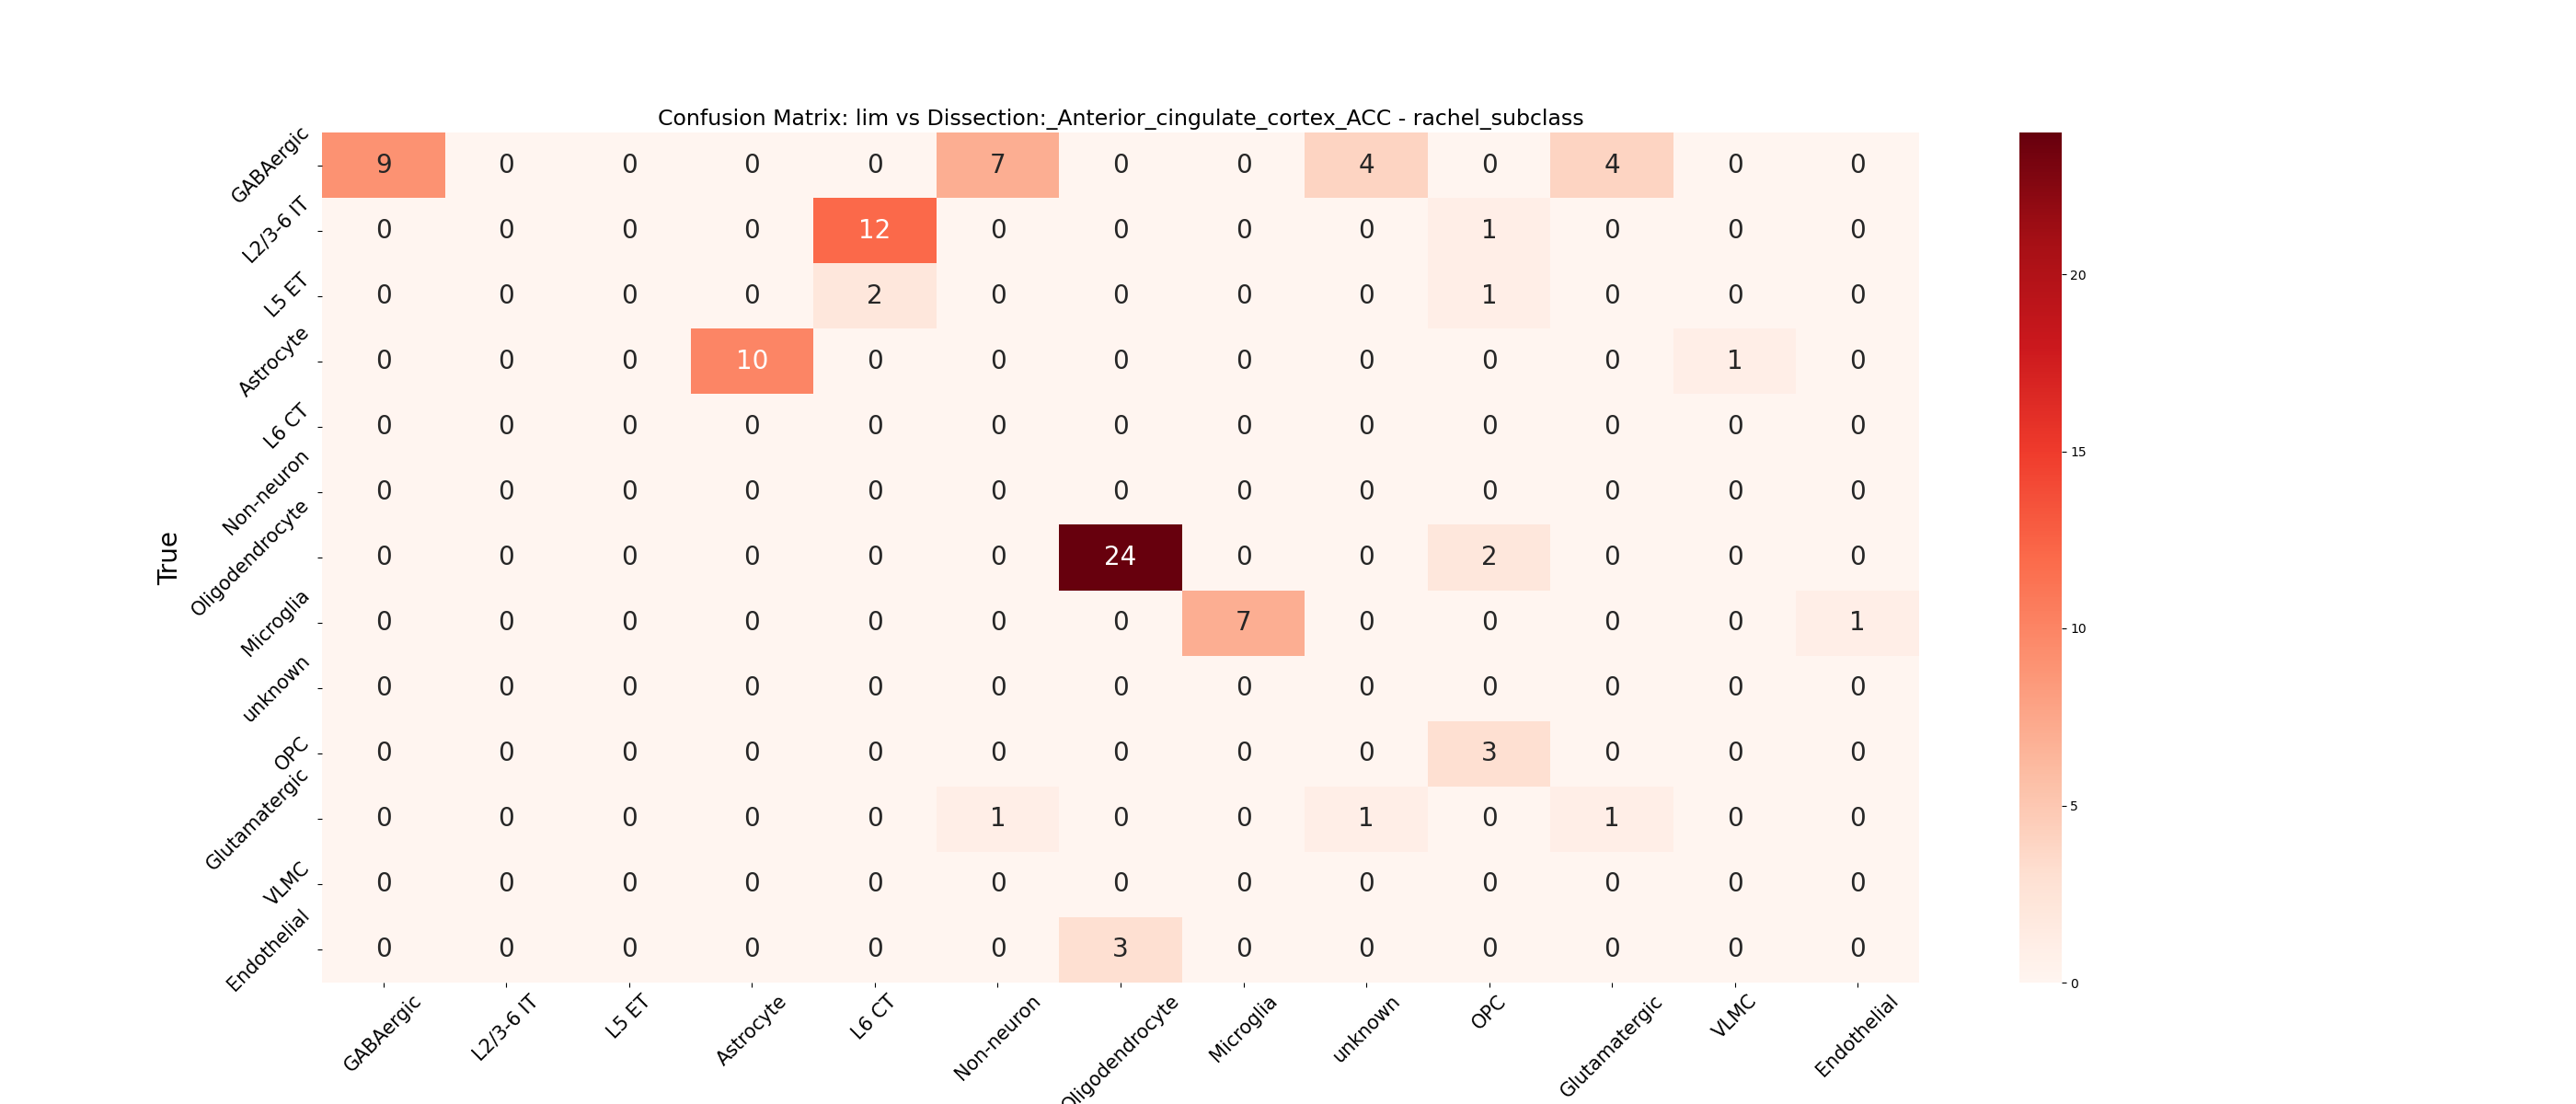 Confusion Matrix: lim vs Dissection:_Anterior_cingulate_cortex_ACC - rachel_subclass
GABAergic 9 0 0 0 0 7 0 0 4 0 4 0 0
L2/3-6 IT 0 0 0 0 12 0 0 0 0 1 0 0 0
L5 ET 0 0 0 0 2 0 0 0 0 1 0 0 0
Astrocyte 0 0 0 10 0 0 0 0 0 0 0 1 0
L6 CT 0 0 0 0 0 0 0 0 0 0 0 0 0
Non-neuron 0 0 0 0 0 0 0 0 0 0 0 0 0
Oligodendrocyte 0 0 0 0 0 0 24 0 0 2 0 0 0
Microglia 0 0 0 0 0 0 0 7 0 0 0 0 1
unknown 0 0 0 0 0 0 0 0 0 0 0 0 0
OPC 0 0 0 0 0 0 0 0 0 3 0 0 0
Glutamatergic 0 0 0 0 0 1 0 0 1 0 1 0 0
VLMC 0 0 0 0 0 0 0 0 0 0 0 0 0
Endothelial 0 0 0 0 0 0 3 0 0 0 0 0 0
True
GABAergic L2/3-6 IT L5 ET Astrocyte L6 CT Non-neuron Oligodendrocyte Microglia unknown OPC Glutamatergic VLMC Endothelial
20
15
10
5
0